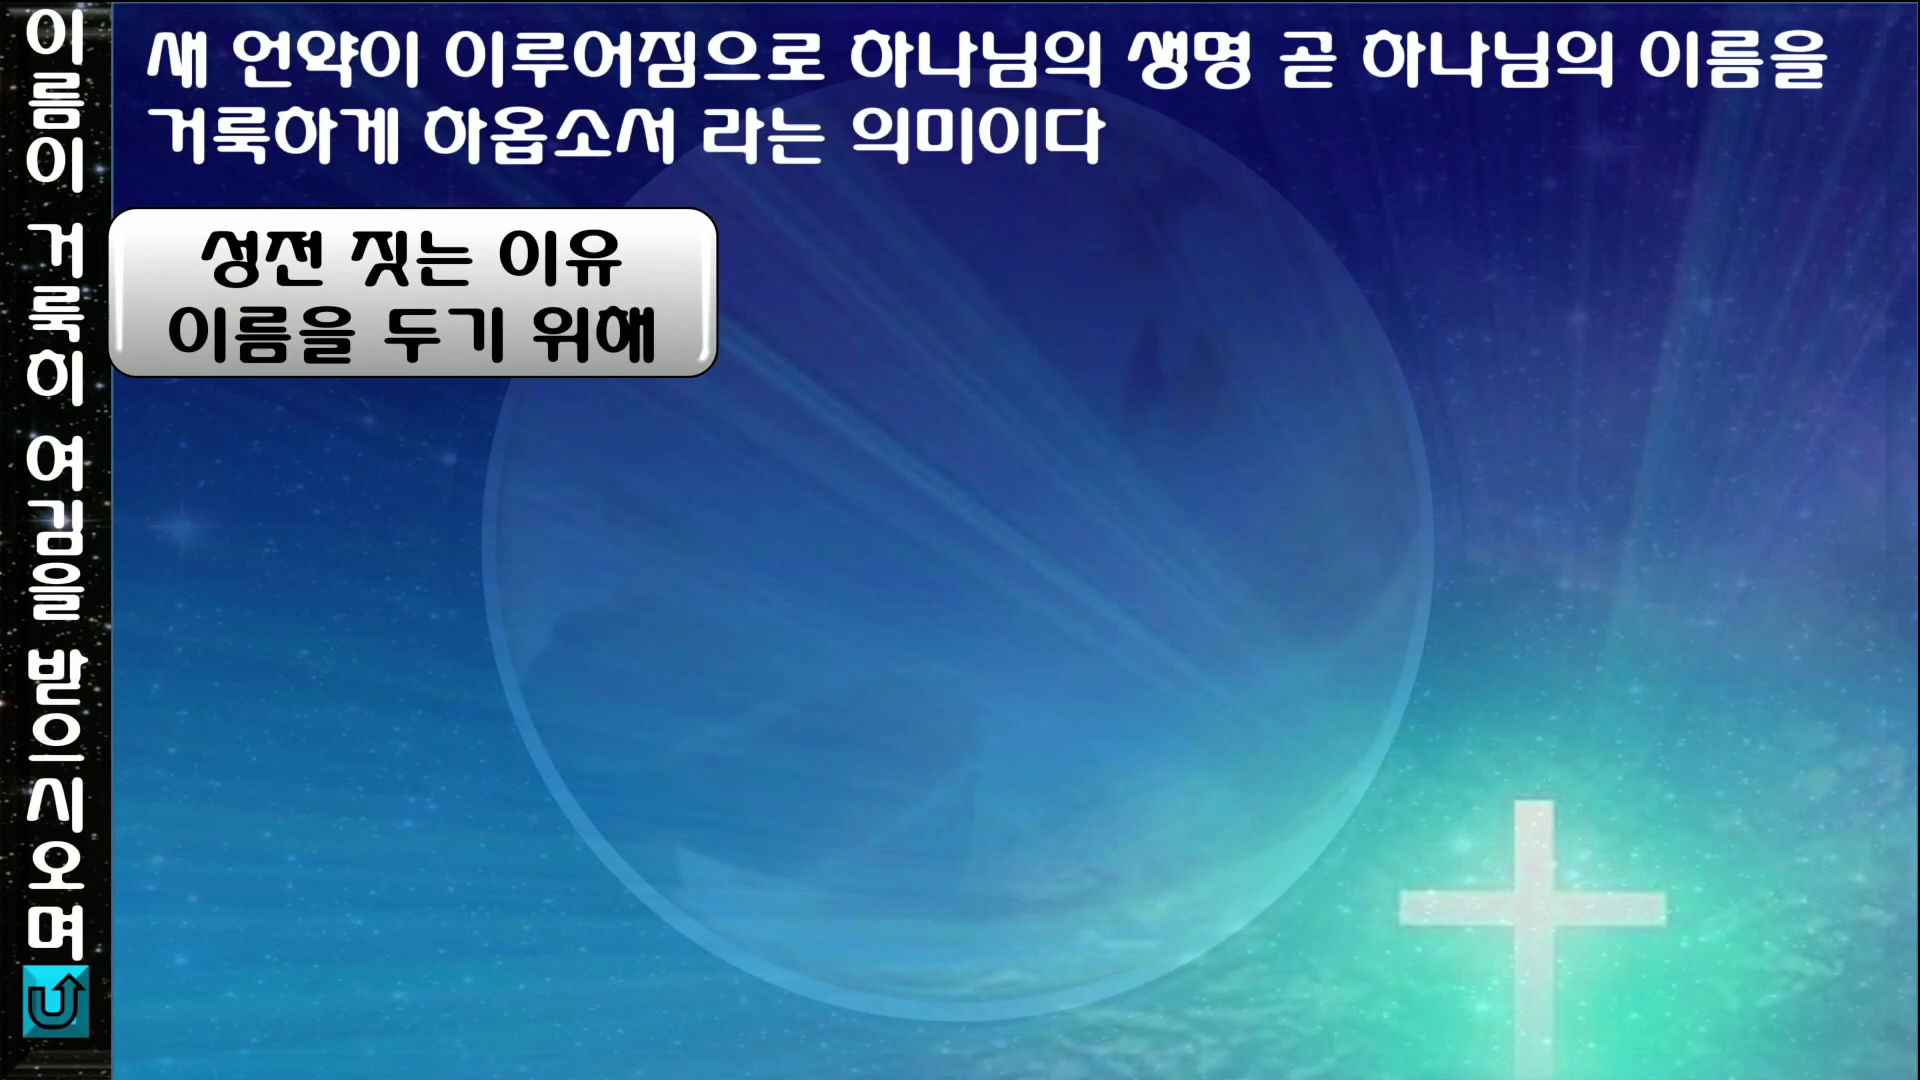 이름이 거룩히 여김을 받으시오며
새 언약이 이루어짐으로 하나님의 생명 곧 하나님의 이름을
거룩하게 하옵소서 라는 의미이다
성전 짓는 이유
이름을 두기 위해